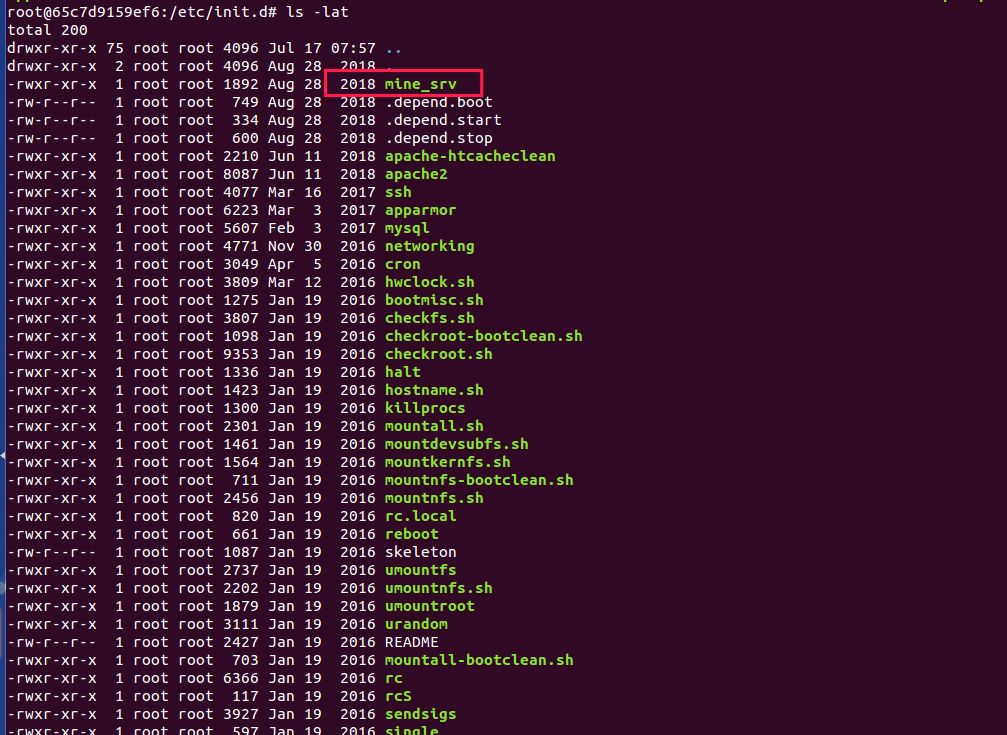 root@65c7d9159ef6:/etc/init.d# ls -lat
total 200
drwxr-xr-x 75 root root 4096 Jul 17 07:57 ..
drwxr-xr-x  2 root root 4096 Aug 28  2018 .
-rwxr-xr-x  1 root root 1892 Aug 28  2018 mine_srv
-rw-r--r--  1 root root  749 Aug 28  2018 .depend.boot
-rw-r--r--  1 root root  334 Aug 28  2018 .depend.start
-rw-r--r--  1 root root  600 Aug 28  2018 .depend.stop
-rwxr-xr-x  1 root root 2210 Jun 11  2018 apache-htcacheclean
-rwxr-xr-x  1 root root 8087 Jun 11  2018 apache2
-rwxr-xr-x  1 root root 4077 Mar 16  2017 ssh
-rwxr-xr-x  1 root root 6223 Mar  3  2017 apparmor
-rwxr-xr-x  1 root root 5607 Feb  3  2017 mysql
-rwxr-xr-x  1 root root 4771 Nov 30  2016 networking
-rwxr-xr-x  1 root root 3049 Apr  5  2016 cron
-rwxr-xr-x  1 root root 3809 Mar 12  2016 hwclock.sh
-rwxr-xr-x  1 root root 1275 Jan 19  2016 bootmisc.sh
-rwxr-xr-x  1 root root 3807 Jan 19  2016 checkfs.sh
-rwxr-xr-x  1 root root 1098 Jan 19  2016 checkroot-bootclean.sh
-rwxr-xr-x  1 root root 9353 Jan 19  2016 checkroot.sh
-rwxr-xr-x  1 root root 1336 Jan 19  2016 halt
-rwxr-xr-x  1 root root 1423 Jan 19  2016 hostname.sh
-rwxr-xr-x  1 root root 1300 Jan 19  2016 killprocs
-rwxr-xr-x  1 root root 2301 Jan 19  2016 mountall.sh
-rwxr-xr-x  1 root root 1461 Jan 19  2016 mountdevsubfs.sh
-rwxr-xr-x  1 root root 1564 Jan 19  2016 mountkernfs.sh
-rwxr-xr-x  1 root root  711 Jan 19  2016 mountnfs-bootclean.sh
-rwxr-xr-x  1 root root 2456 Jan 19  2016 mountnfs.sh
-rwxr-xr-x  1 root root  820 Jan 19  2016 rc.local
-rwxr-xr-x  1 root root  661 Jan 19  2016 reboot
-rw-r--r--  1 root root 1087 Jan 19  2016 skeleton
-rwxr-xr-x  1 root root 2737 Jan 19  2016 umountfs
-rwxr-xr-x  1 root root 2202 Jan 19  2016 umountnfs.sh
-rwxr-xr-x  1 root root 1879 Jan 19  2016 umountroot
-rwxr-xr-x  1 root root 3111 Jan 19  2016 urandom
-rw-r--r--  1 root root 2427 Jan 19  2016 README
-rwxr-xr-x  1 root root  703 Jan 19  2016 mountall-bootclean.sh
-rwxr-xr-x  1 root root 6366 Jan 19  2016 rc
-rwxr-xr-x  1 root root  117 Jan 19  2016 rcS
-rwxr-xr-x  1 root root 3927 Jan 19  2016 sendsigs
-rwxr-xr-x  1 root root  597 Jan 19  2016 single